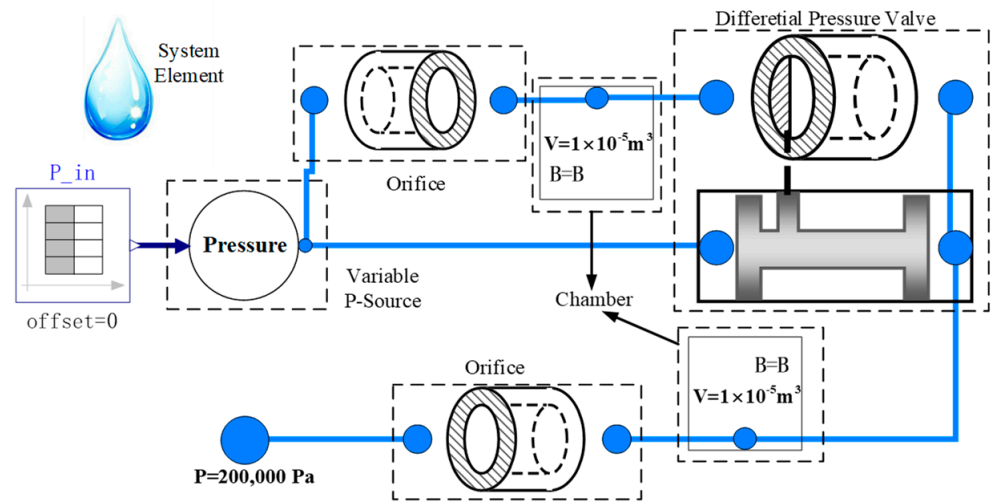 Differetial Pressure Valve
System
Element
P_in
Orifice
V=1×10⁻⁵m³
B=B
Pressure
Variable
P-Source
Chamber
offset=0
Orifice
B=B
V=1×10⁻⁵m³
P=200,000 Pa